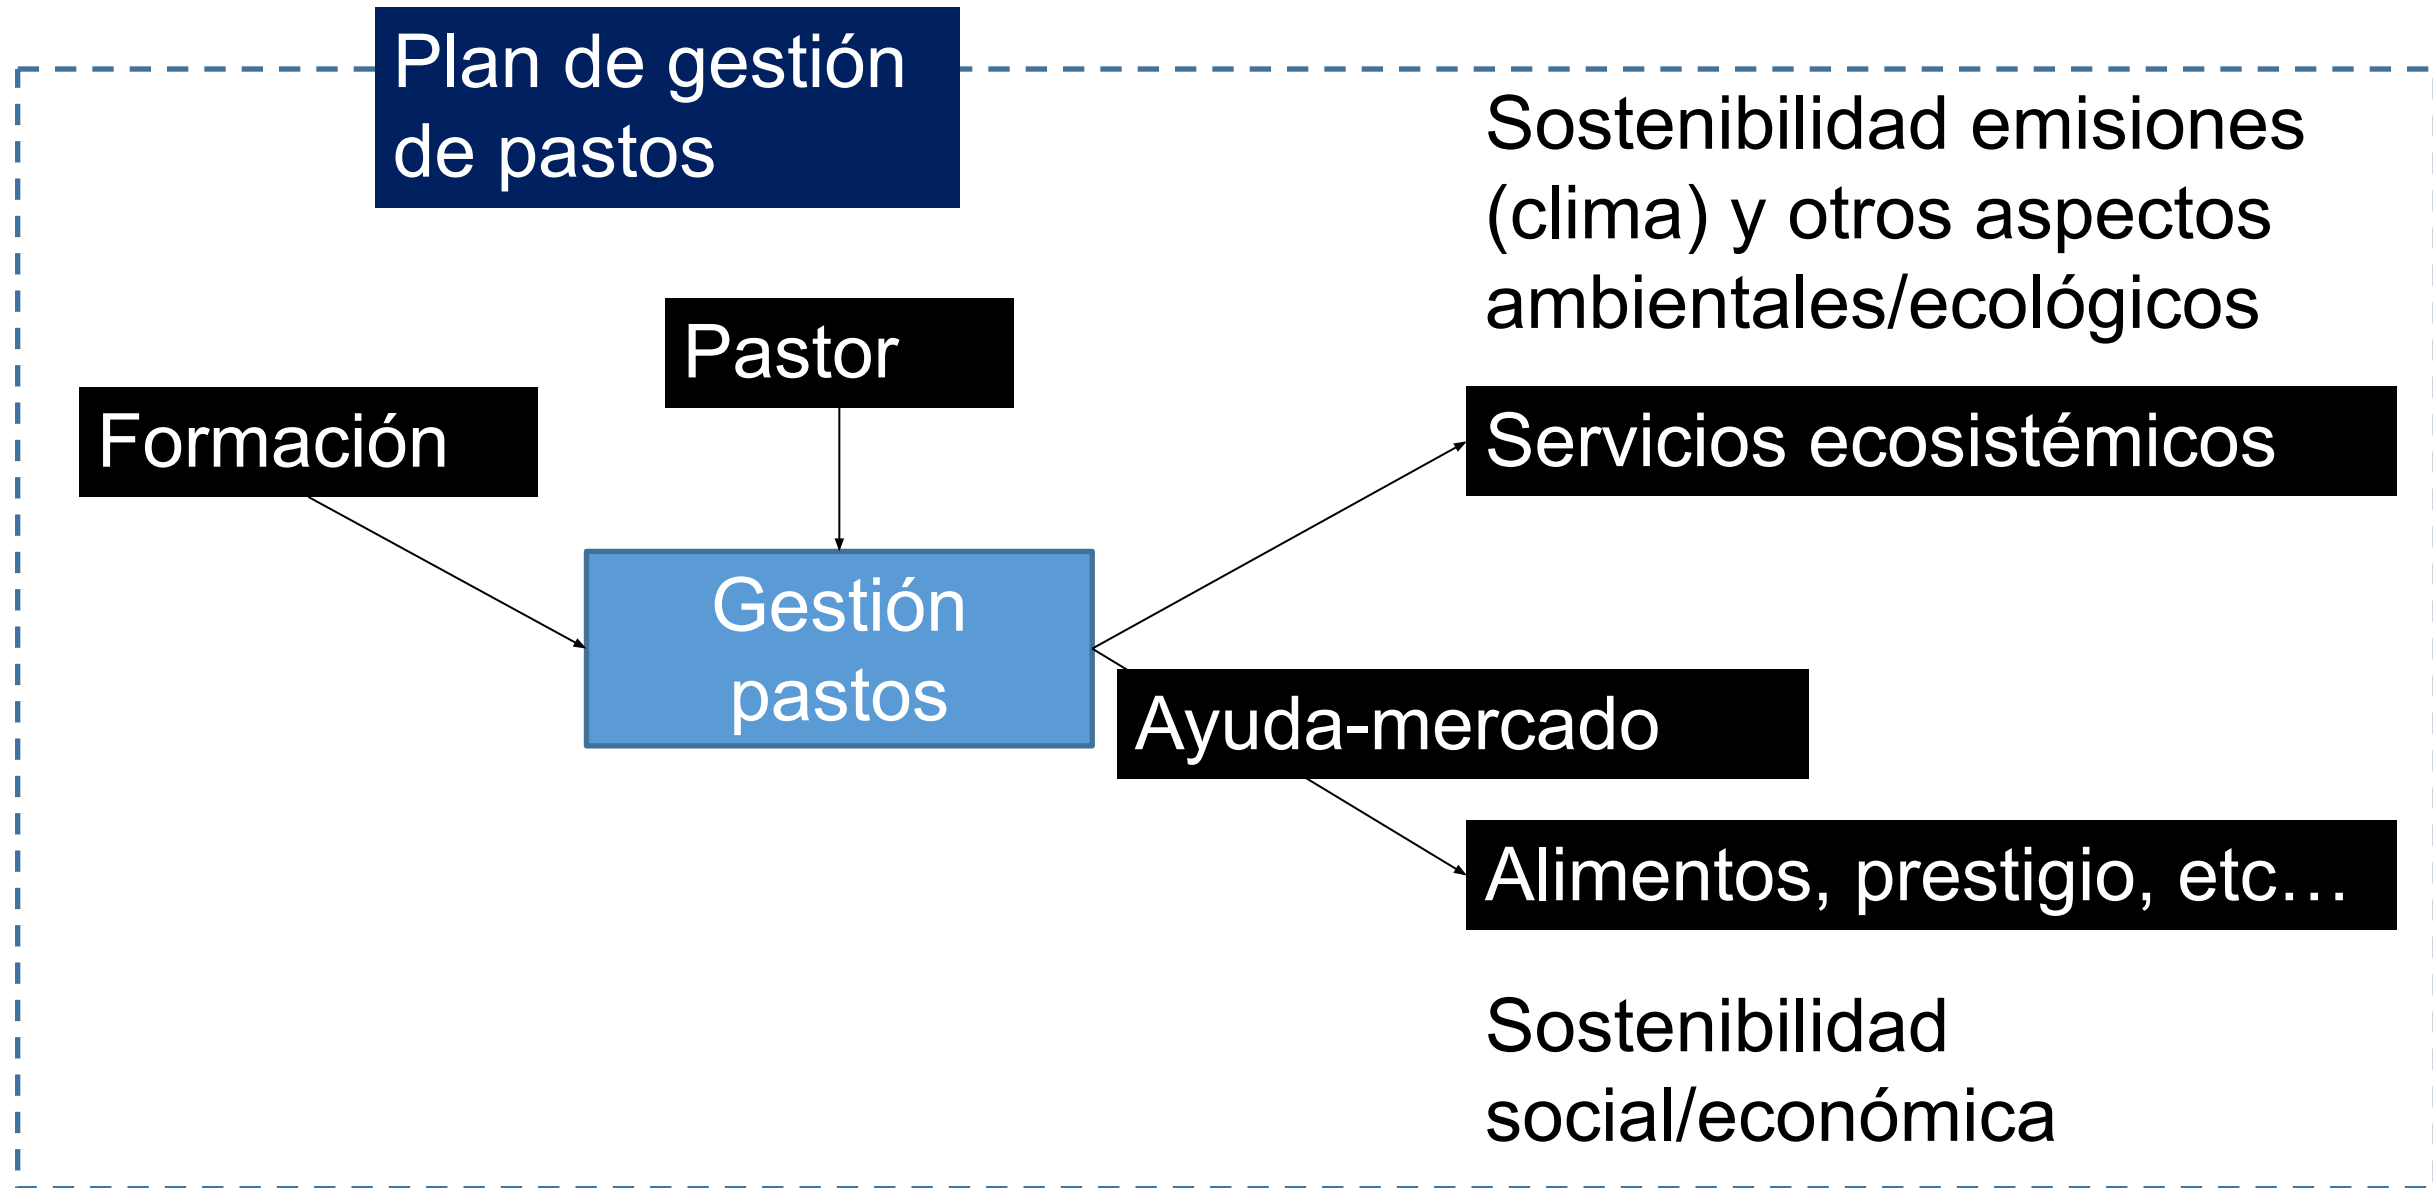 Plan de gestión
de pastos
Sostenibilidad emisiones
(clima) y otros aspectos
ambientales/ecológicos
Pastor
Formación
Servicios ecosistémicos
Gestión
pastos
Ayuda-mercado
Alimentos, prestigio, etc…
Sostenibilidad
social/económica